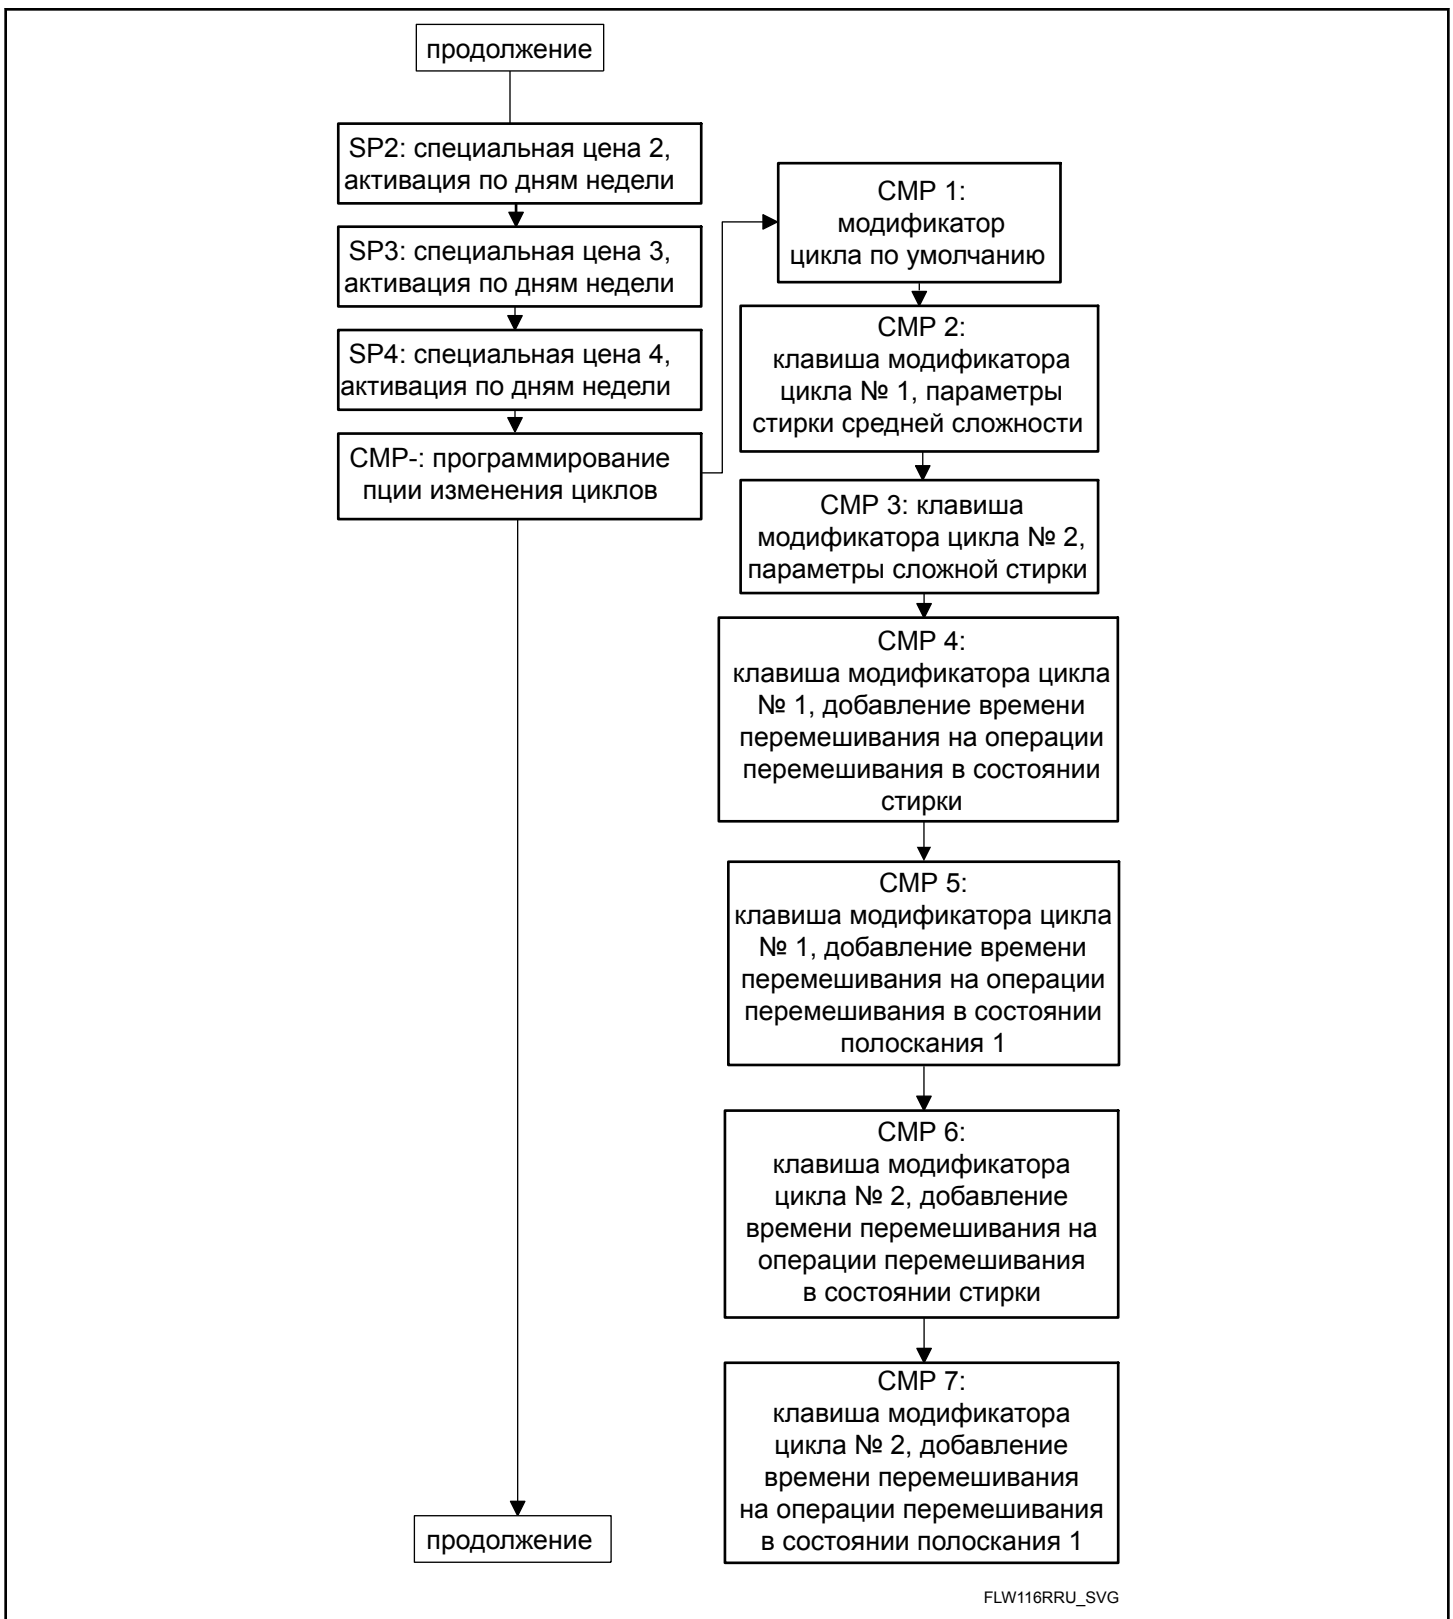 продолжение
SP2: специальная цена 2,
активация по дням недели
SP3: специальная цена 3,
активация по дням недели
SP4: специальная цена 4,
активация по дням недели
CMP-: программирование
пции изменения циклов
продолжение
CMP 1:
модификатор
цикла по умолчанию
CMP 2:
клавиша модификатора
цикла № 1, параметры
стирки средней сложности
CMP 3: клавиша
модификатора цикла № 2,
параметры сложной стирки
CMP 4:
клавиша модификатора цикла
№ 1, добавление времени
перемешивания на операции
перемешивания в состоянии
стирки
CMP 5:
клавиша модификатора цикла
№ 1, добавление времени
перемешивания на операции
перемешивания в состоянии
полоскания 1
CMP 6:
клавиша модификатора
цикла № 2, добавление
времени перемешивания на
операции перемешивания
в состоянии стирки
CMP 7:
клавиша модификатора
цикла № 2, добавление
времени перемешивания
на операции перемешивания
в состоянии полоскания 1
FLW116RRU_SVG